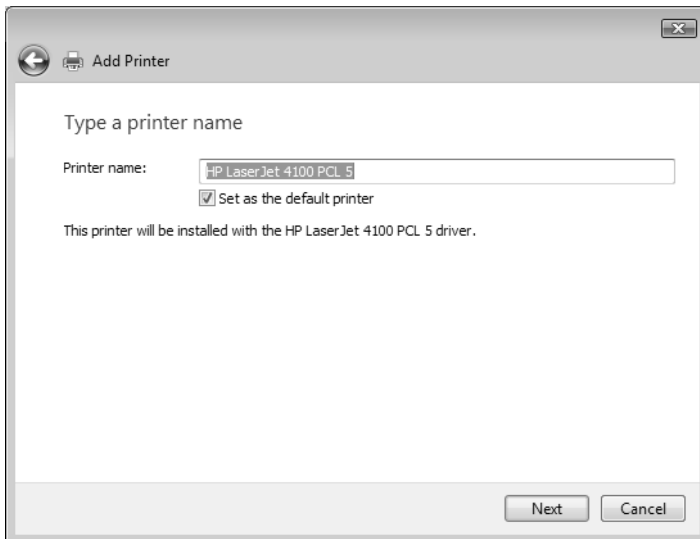 Add Printer
Type a printer name
Printer name: HP LaserJet 4100 PCL 5
Set as the default printer
This printer will be installed with the HP LaserJet 4100 PCL 5 driver.
Next Cancel